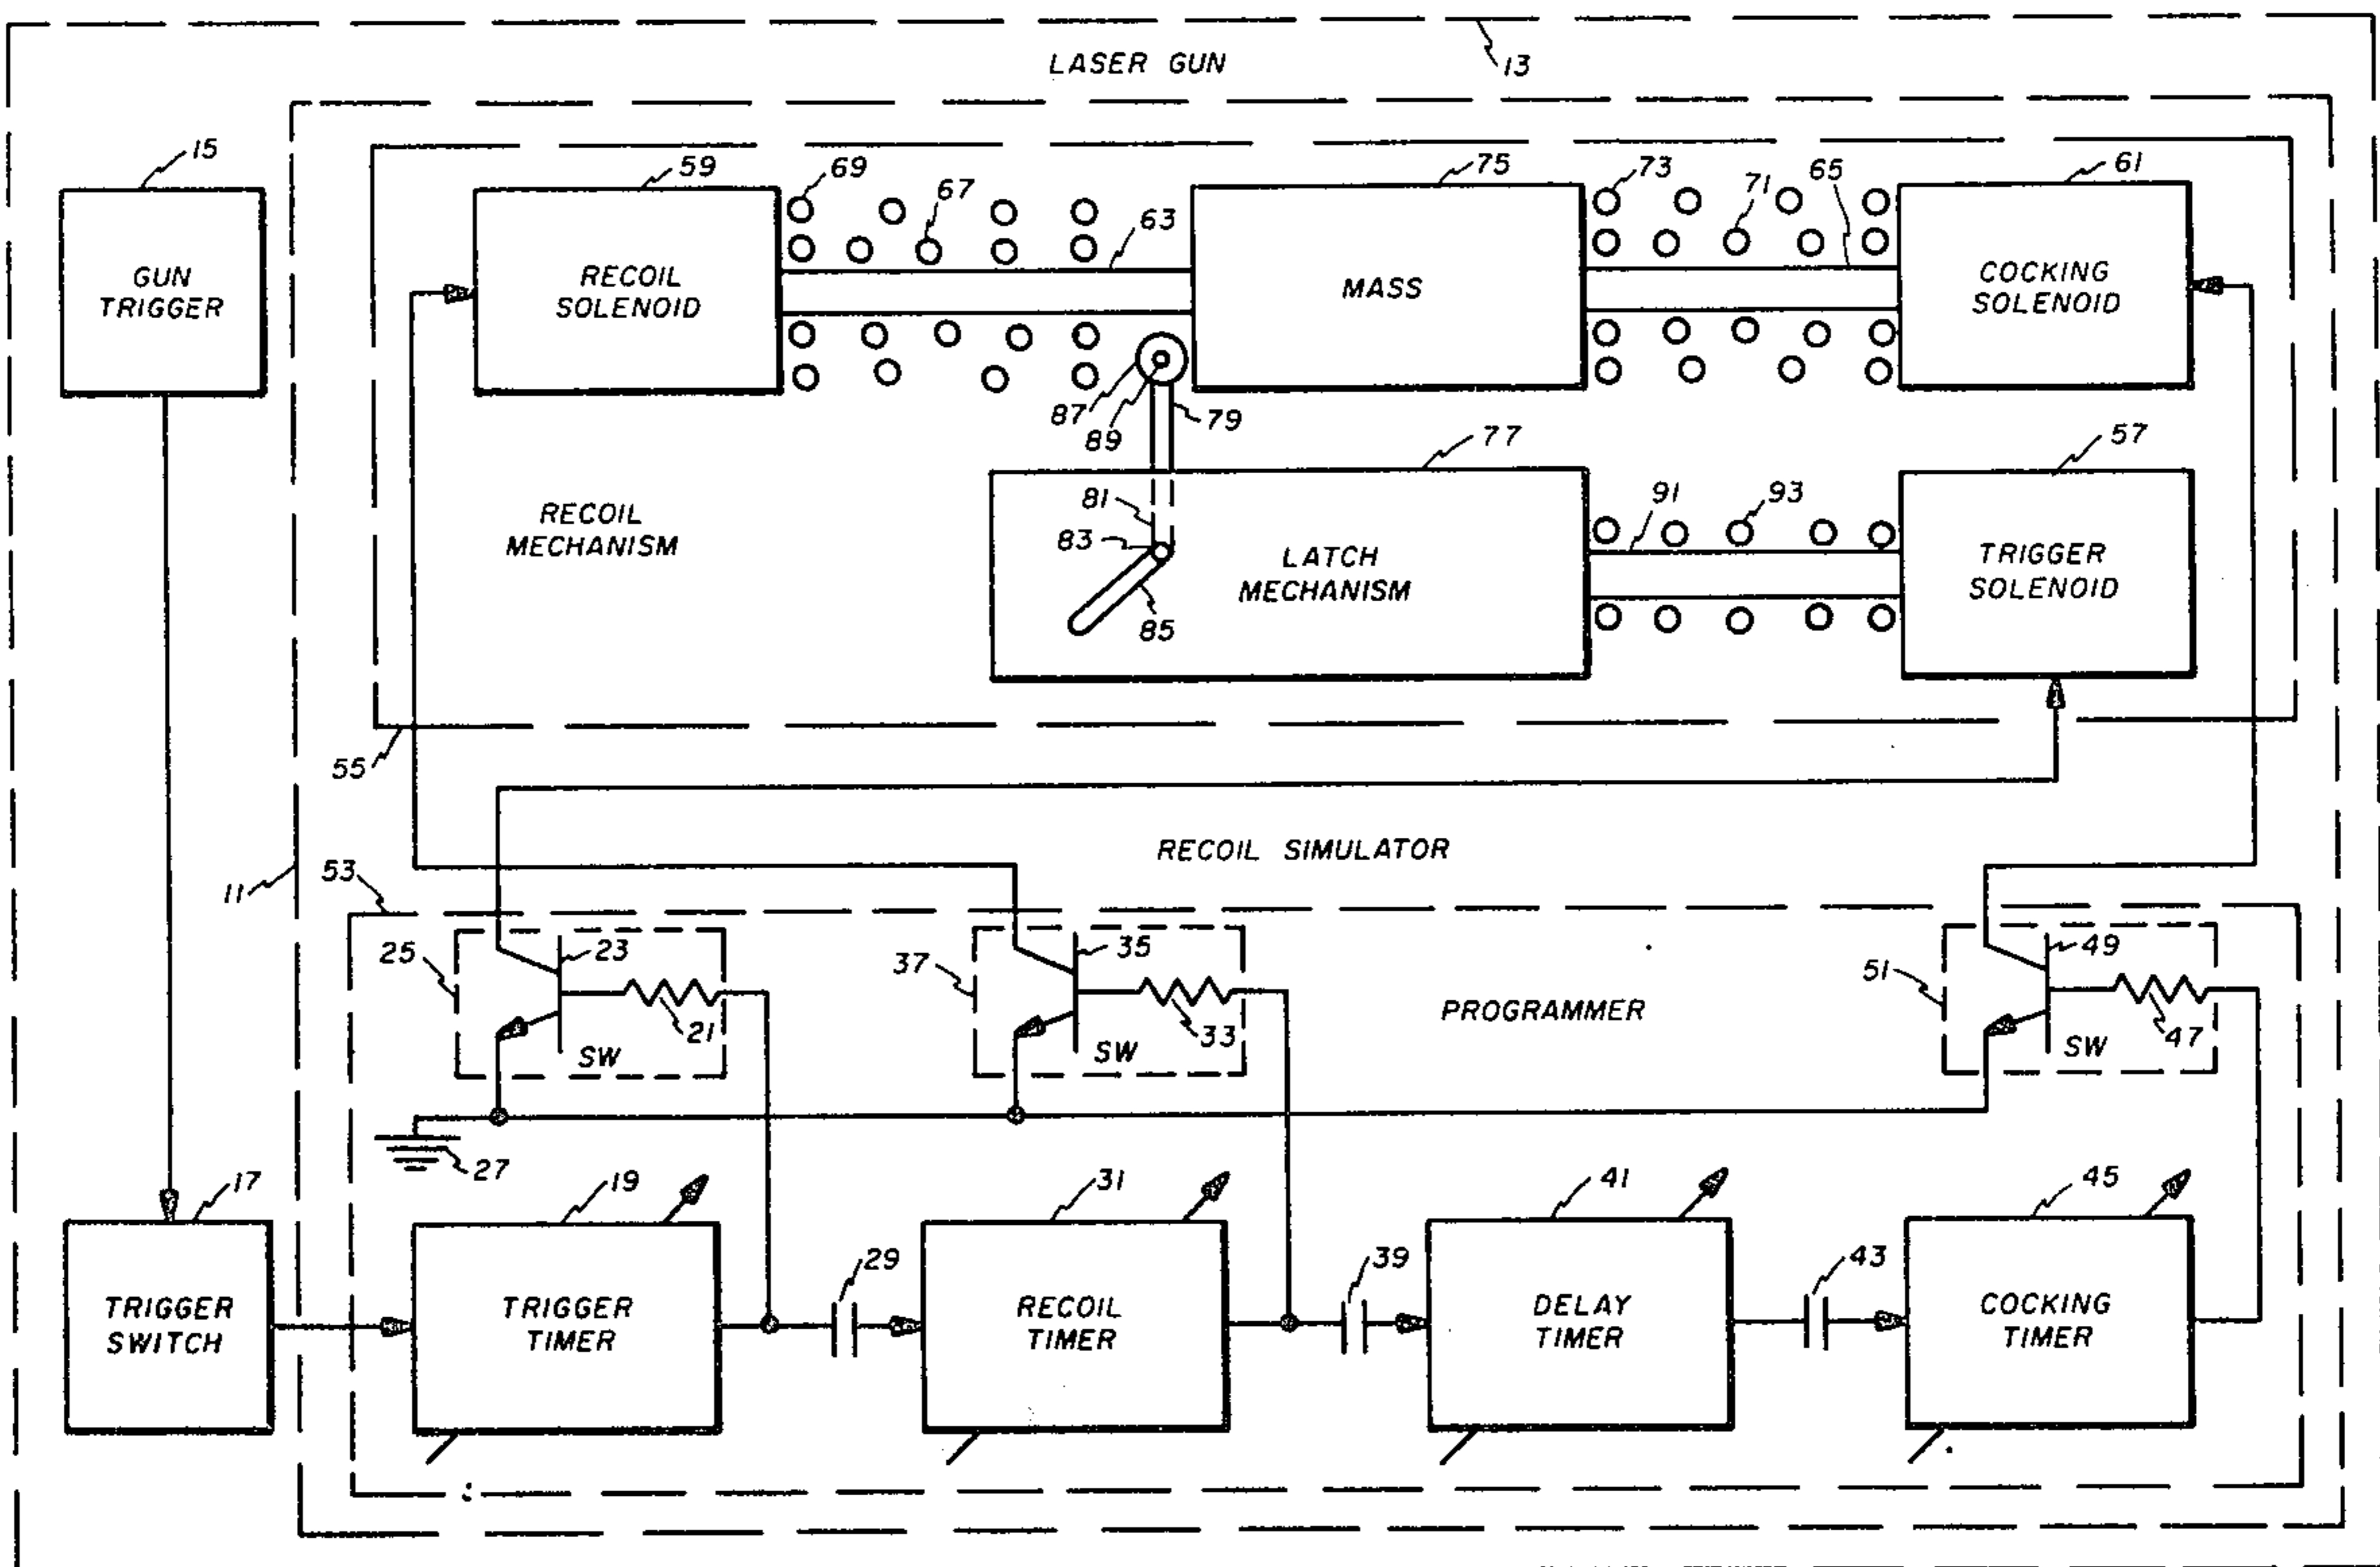 13
LASER GUN
15
59
69
67
63
75
73
71
65
61
GUN
TRIGGER
RECOIL
SOLENOID
MASS
COCKING
SOLENOID
87
89
79
77
57
RECOIL
MECHANISM
81
83
85
LATCH
MECHANISM
91
93
TRIGGER
SOLENOID
55
RECOIL SIMULATOR
11
53
25
23
21
SW
37
35
33
SW
PROGRAMMER
51
49
47
SW
27
17
19
31
41
45
29
39
43
TRIGGER
SWITCH
TRIGGER
TIMER
RECOIL
TIMER
DELAY
TIMER
COCKING
TIMER